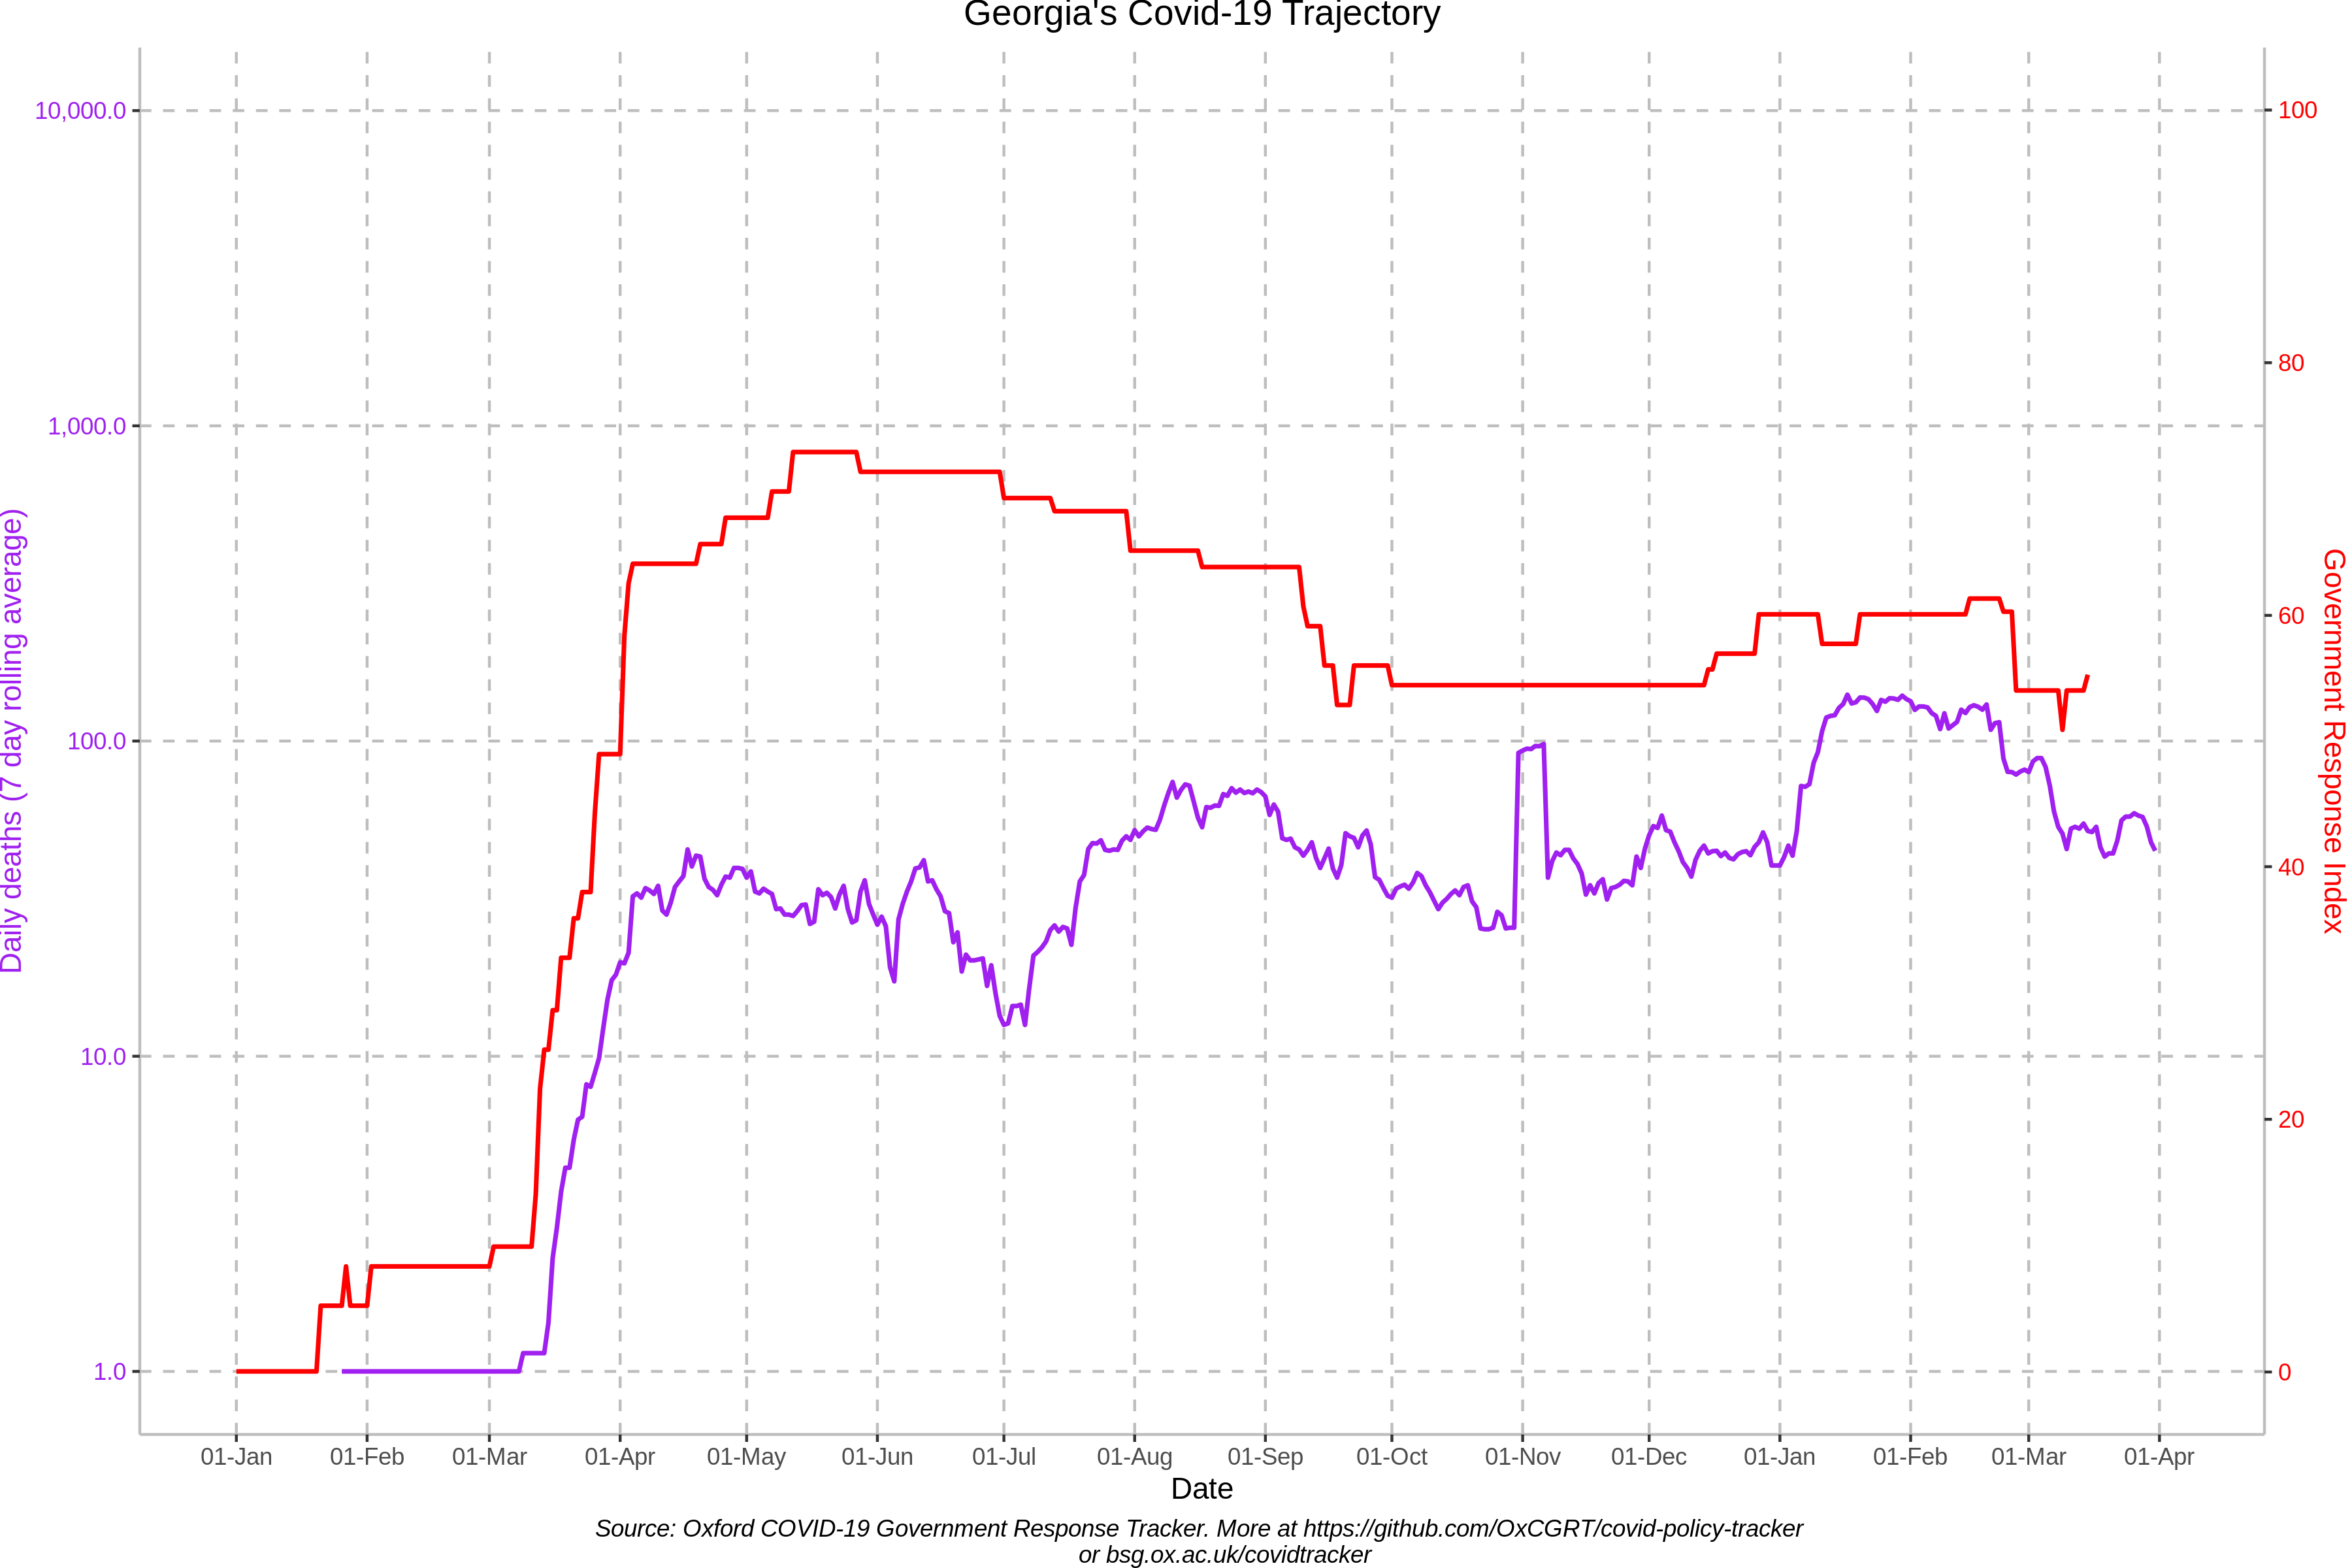 Georgia's Covid-19 Trajectory
10,000.0
1,000.0
100.0
10.0
1.0
Daily deaths (7 day rolling average)
100
80
60
40
20
0
Government Response Index
01-Jan 01-Feb 01-Mar 01-Apr 01-May 01-Jun 01-Jul 01-Aug 01-Sep 01-Oct 01-Nov 01-Dec 01-Jan 01-Feb 01-Mar 01-Apr
Date
Source: Oxford COVID-19 Government Response Tracker. More at https://github.com/OxCGRT/covid-policy-tracker
or bsg.ox.ac.uk/covidtracker